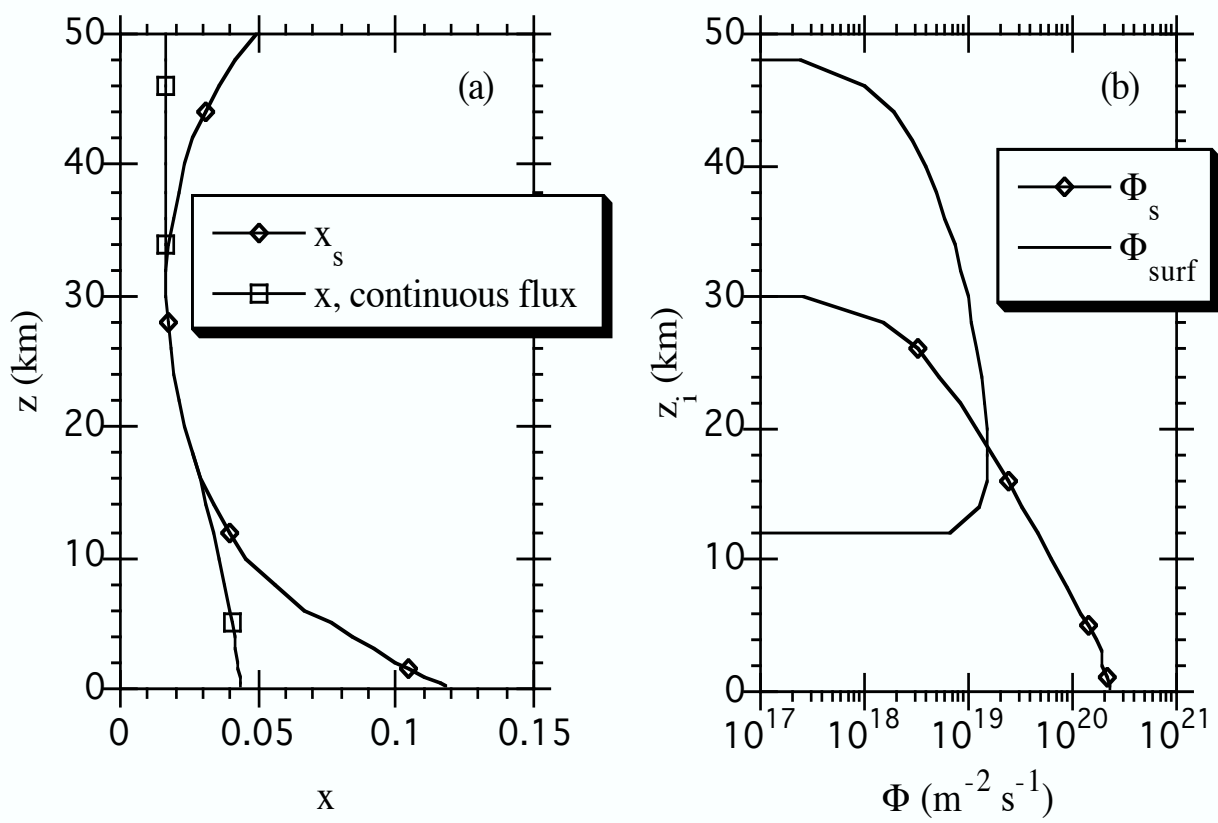 (a)
50
40
30
20
10
0
z (km)
x_s
x, continuous flux
0 0.05 0.1 0.15
x
(b)
50
40
30
20
10
0
z_i (km)
Φ_s
Φ_surf
10^17 10^18 10^19 10^20 10^21
Φ (m^-2 s^-1)